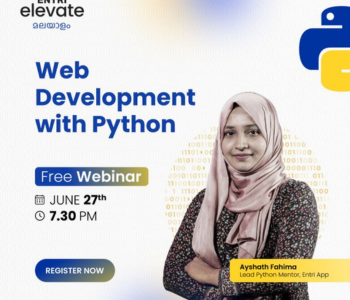 ENTRI
elevate
മലയാളം
Web
Development
with Python
Free Webinar
JUNE 27th
7.30 PM
REGISTER NOW
Ayshath Fahima
Lead Python Mentor, Entri App